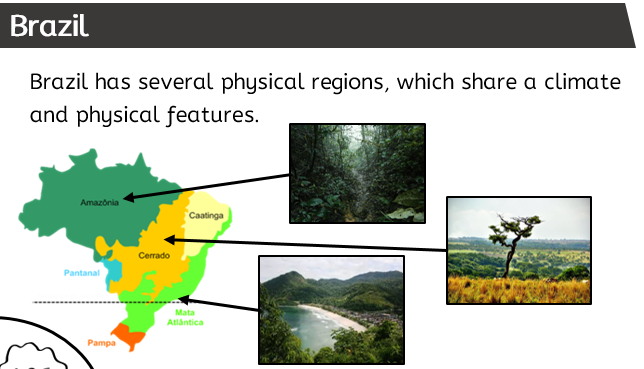 Brazil
Brazil has several physical regions, which share a climate
and physical features.
Amazônia
Caatinga
Cerrado
Pantanal
Mata
Atlântica
Pampa